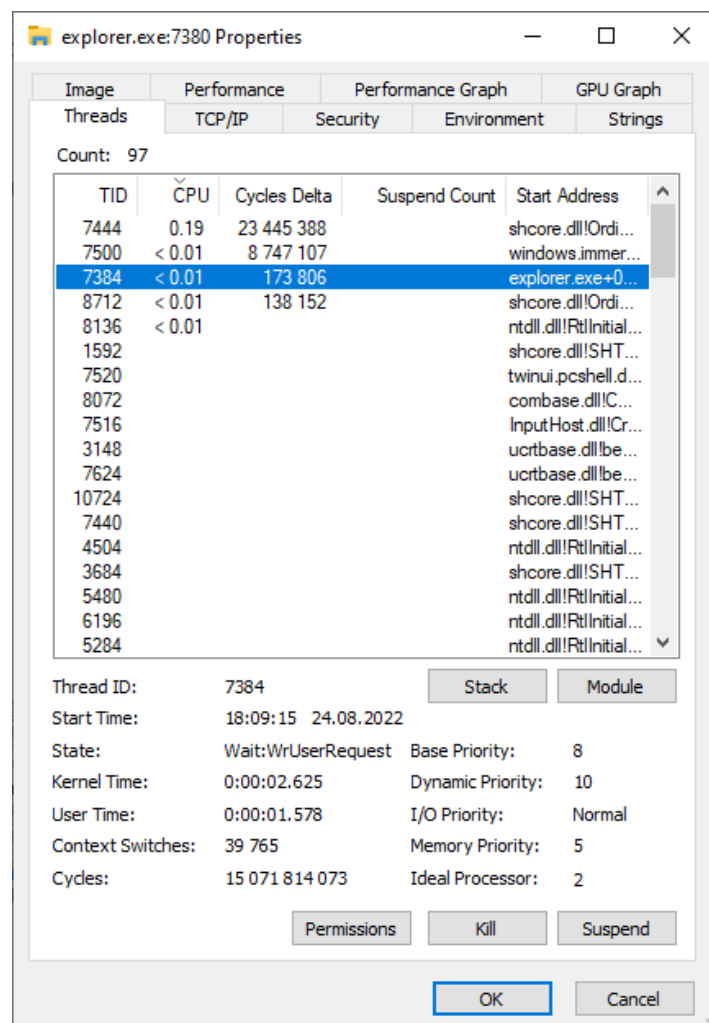 explorer.exe:7380 Properties
Image Performance Performance Graph GPU Graph
Threads TCP/IP Security Environment Strings
Count: 97
TID CPU Cycles Delta Suspend Count Start Address
7444 0.19 23 445 388 shcore.dll!Ordi...
7500 < 0.01 8 747 107 windows.immer...
7384 < 0.01 173 806 explorer.exe+0...
8712 < 0.01 138 152 shcore.dll!Ordi...
8136 < 0.01 ntdll.dll!RtlInitial...
1592 shcore.dll!SHT...
7520 twinui.pcshell.d...
8072 combase.dll!C...
7516 InputHost.dll!Cr...
3148 ucrtbase.dll!be...
7624 ucrtbase.dll!be...
10724 shcore.dll!SHT...
7440 shcore.dll!SHT...
4504 ntdll.dll!RtlInitial...
3684 shcore.dll!SHT...
5480 ntdll.dll!RtlInitial...
6196 ntdll.dll!RtlInitial...
5284 ntdll.dll!RtlInitial...
Thread ID: 7384 Stack Module
Start Time: 18:09:15 24.08.2022
State: Wait:WrUserRequest Base Priority: 8
Kernel Time: 0:00:02.625 Dynamic Priority: 10
User Time: 0:00:01.578 I/O Priority: Normal
Context Switches: 39 765 Memory Priority: 5
Cycles: 15 071 814 073 Ideal Processor: 2
Permissions Kill Suspend
OK Cancel